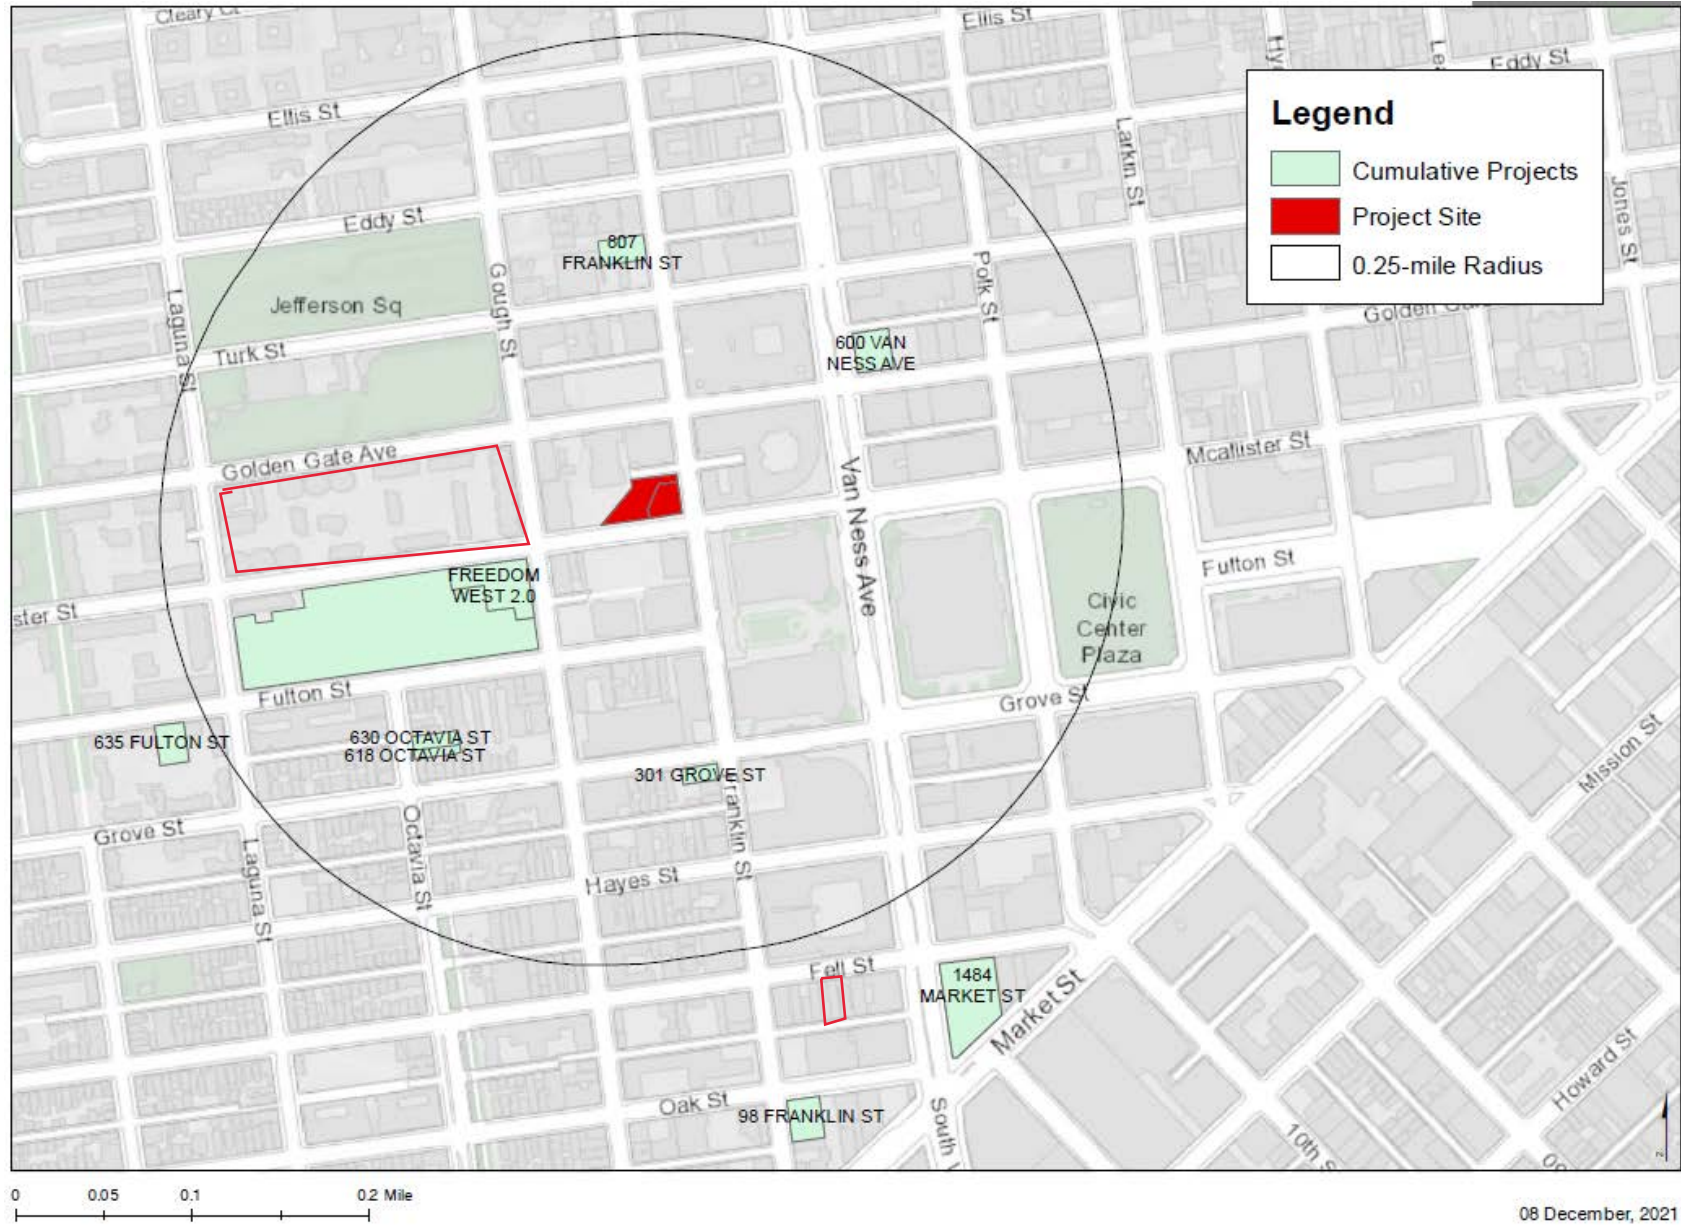 Cleary Ct
Ellis St
Eddy St
Legend
Cumulative Projects
Project Site
0.25-mile Radius
Ellis St
Larkin St
Jones St
Eddy St
807
FRANKLIN ST
Polk St
Gough St
Laguna St
Jefferson Sq
Golden
Turk St
600 VAN
NESS AVE
Golden Gate Ave
Mcallister St
Van Ness Ave
Fulton St
FREEDOM
WEST 2.0
ster St
Civic
Center
Plaza
Fulton St
Grove St
635 FULTON ST
630 OCTAVIA ST
618 OCTAVIA ST
301 GROVE ST
Mission St
Franklin St
Grove St
Octavia St
Laguna St
Hayes St
Fell St
1484
MARKET ST
Market St
Howard St
Oak St
98 FRANKLIN ST
South
10th S
0 0.05 0.1 0.2 Mile
08 December, 2021